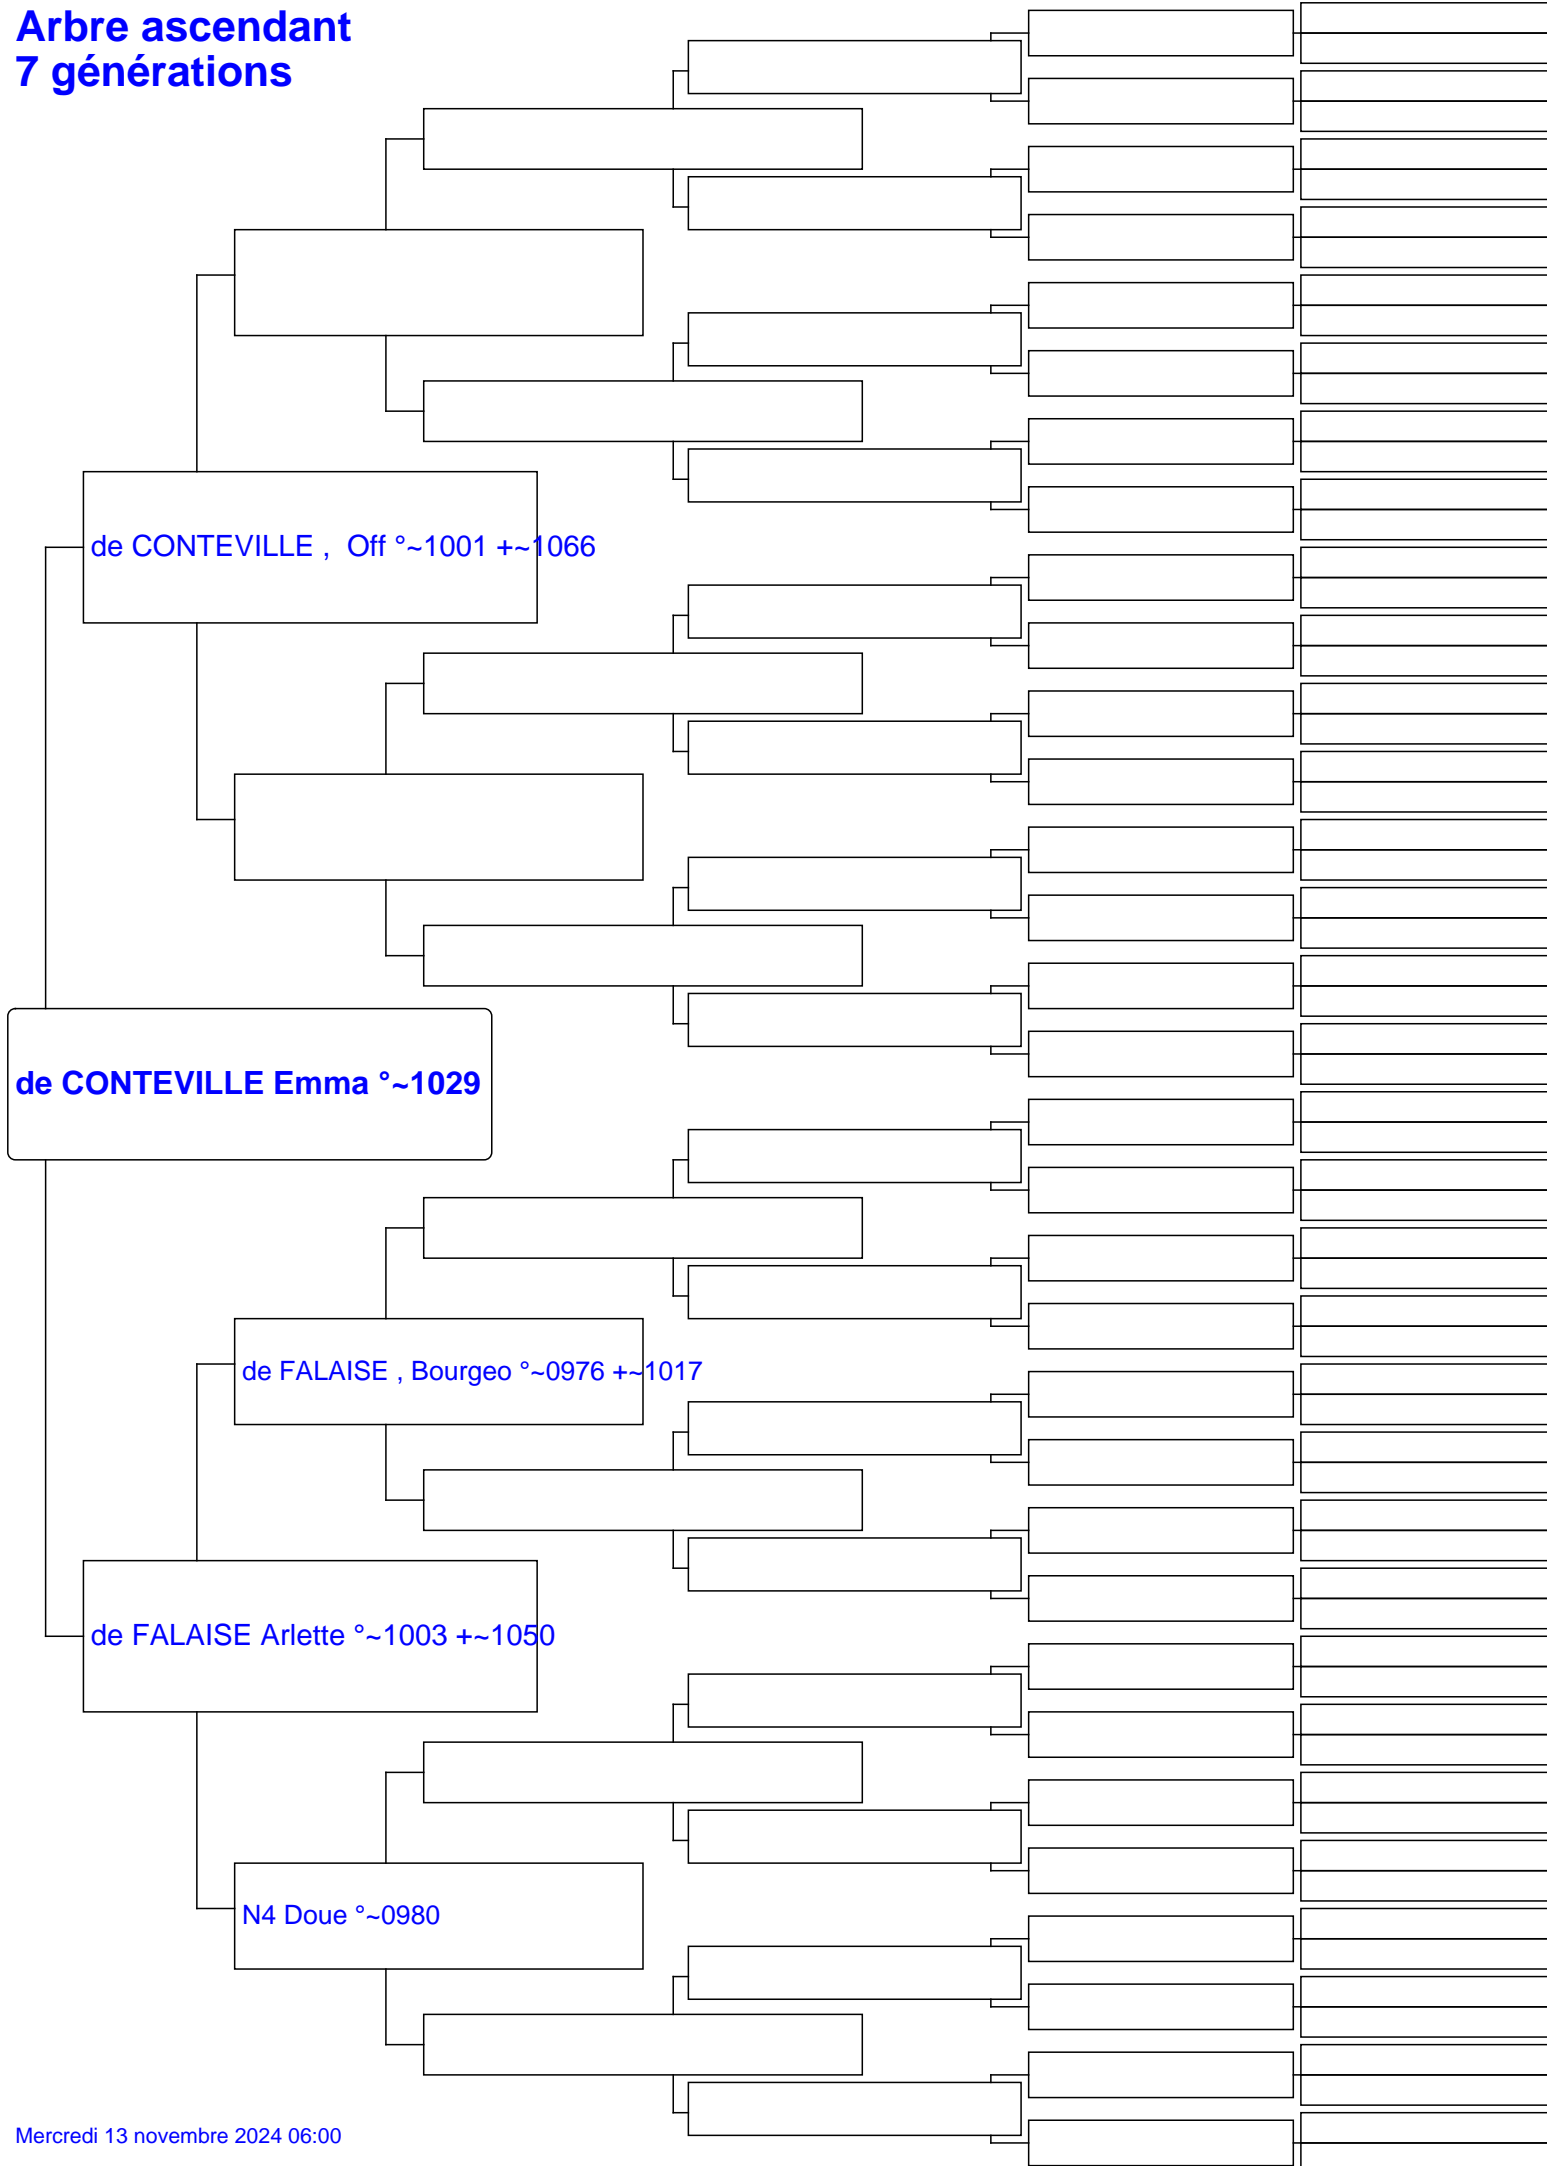 Arbre ascendant
7 générations
de CONTEVILLE ,  Off °~1001 +~1066
de CONTEVILLE Emma °~1029
de FALAISE , Bourgeo °~0976 +~1017
de FALAISE Arlette °~1003 +~1050
N4 Doue °~0980
Mercredi 13 novembre 2024 06:00